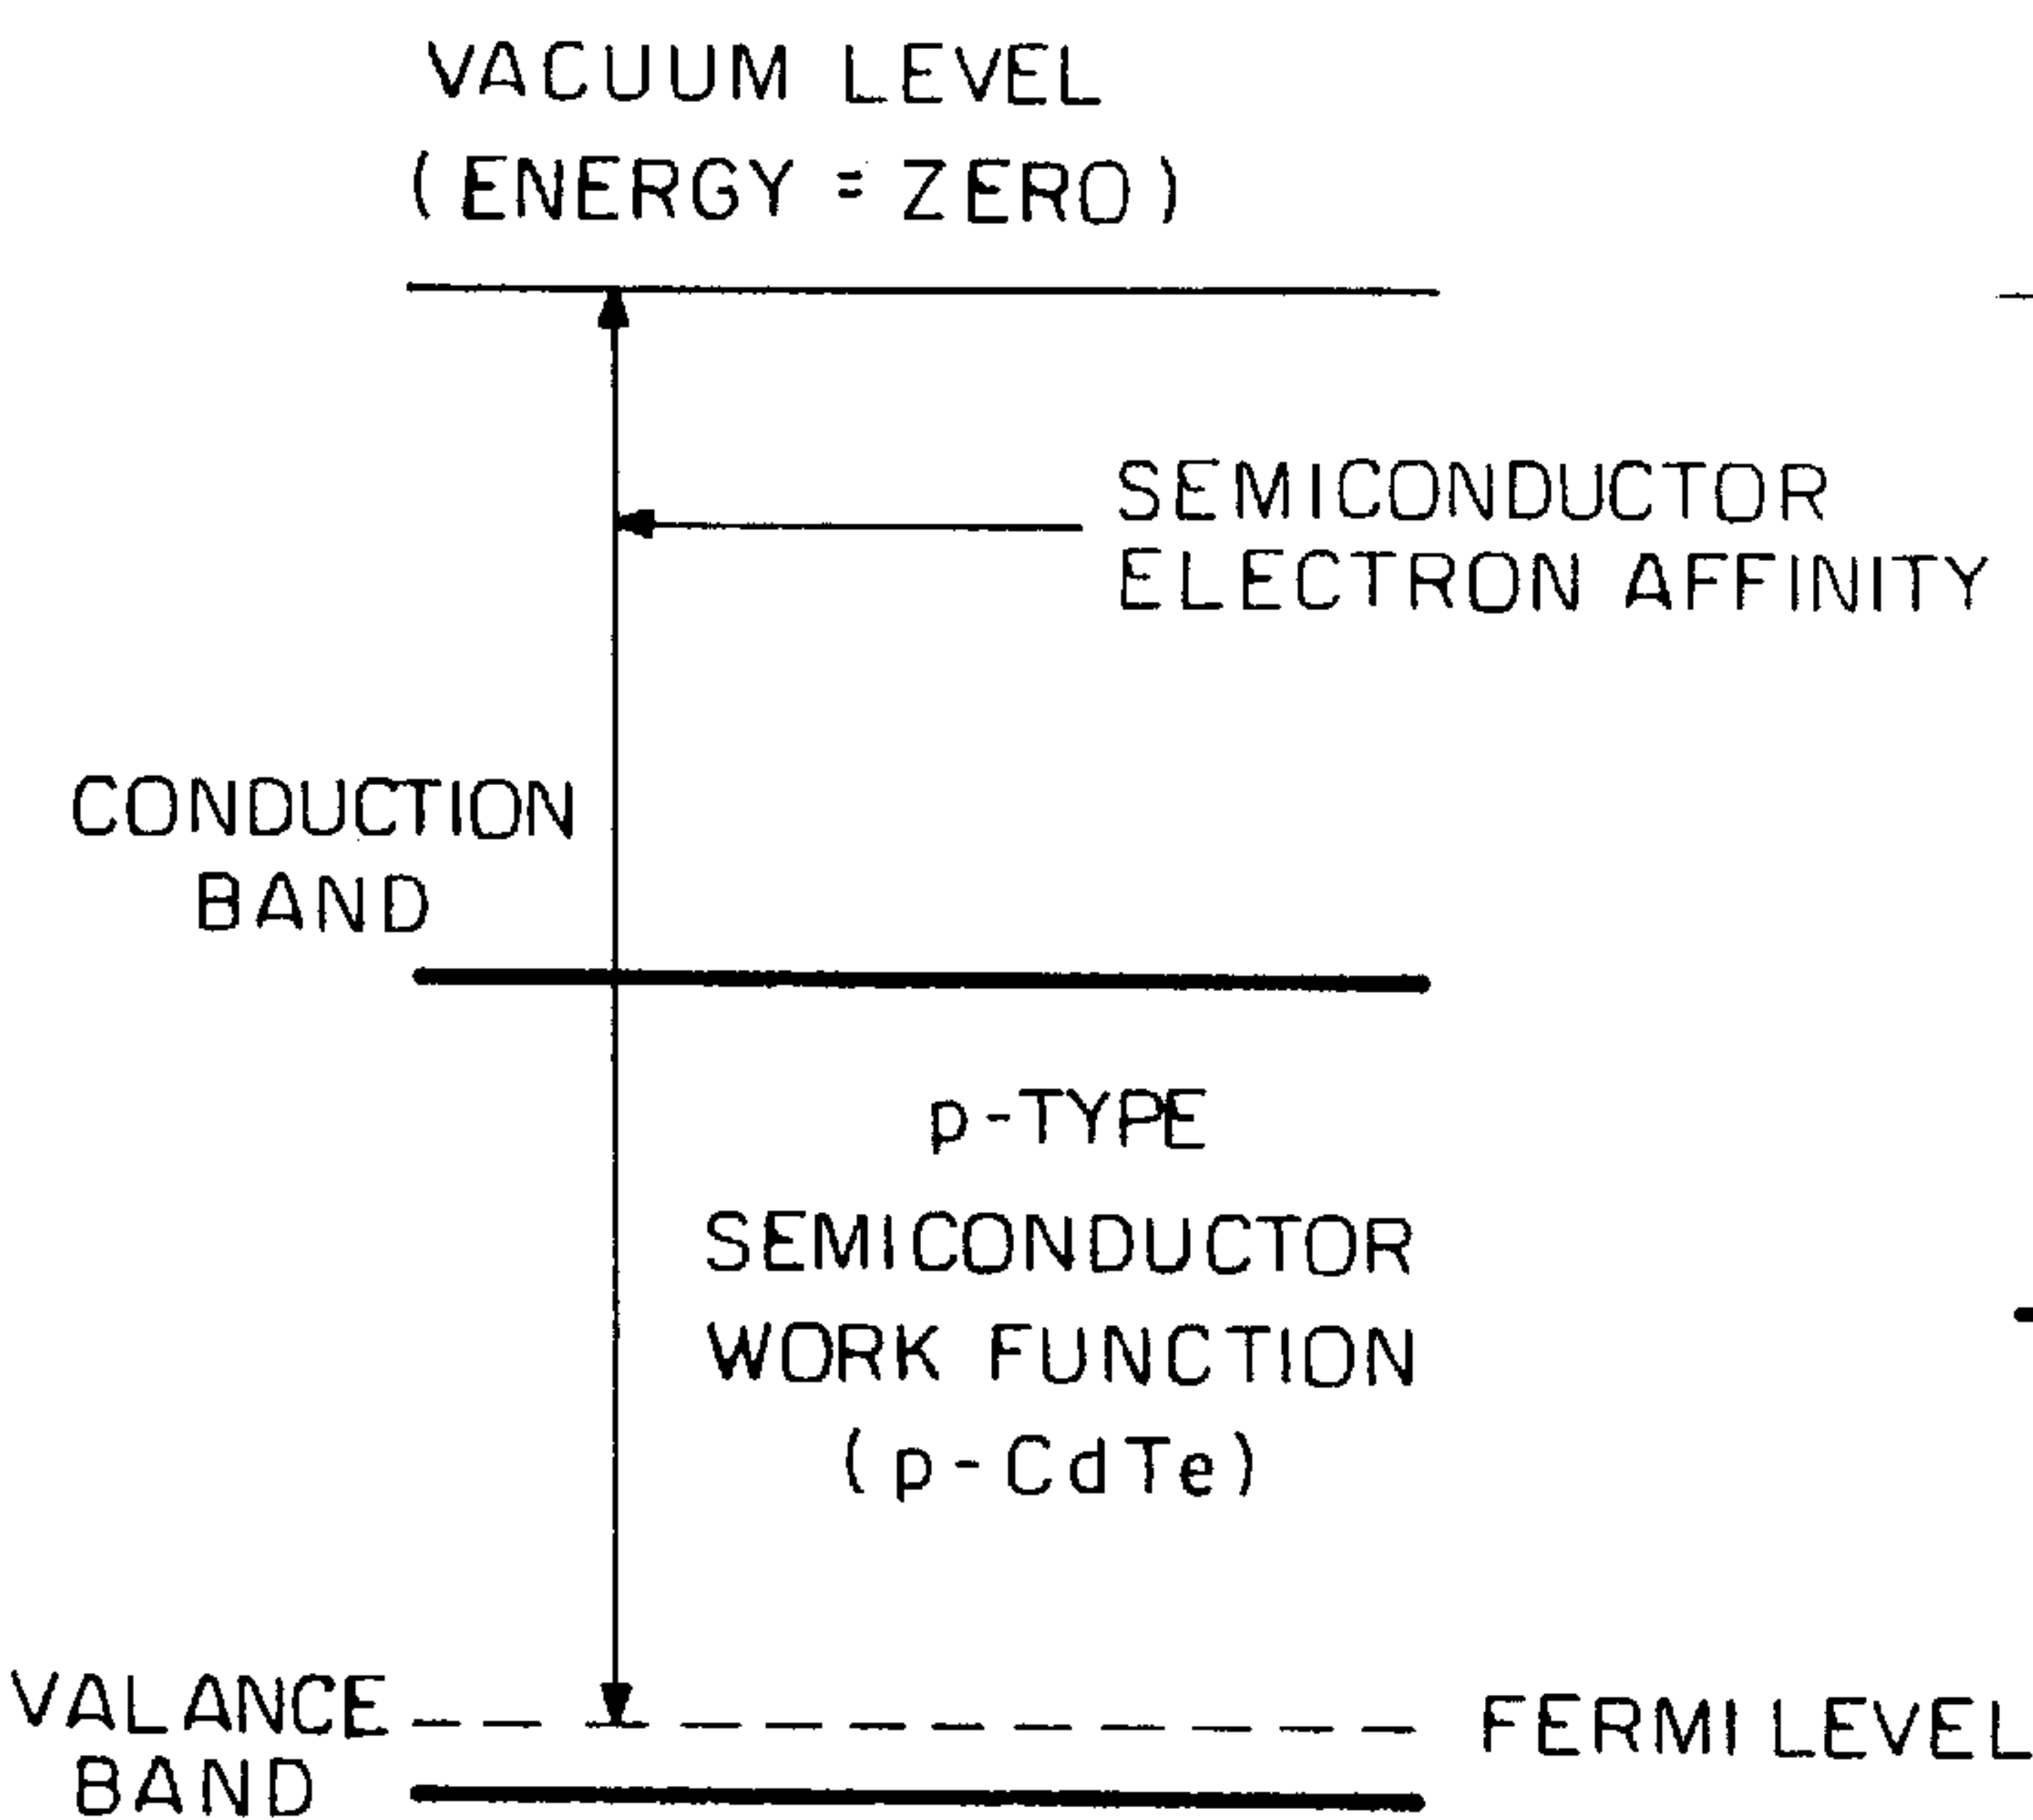 VACUUM LEVEL
(ENERGY = ZERO)
SEMICONDUCTOR
ELECTRON AFFINITY
CONDUCTION
BAND
p-TYPE
SEMICONDUCTOR
WORK FUNCTION
(p-CdTe)
VALANCE
BAND
FERMI LEVEL